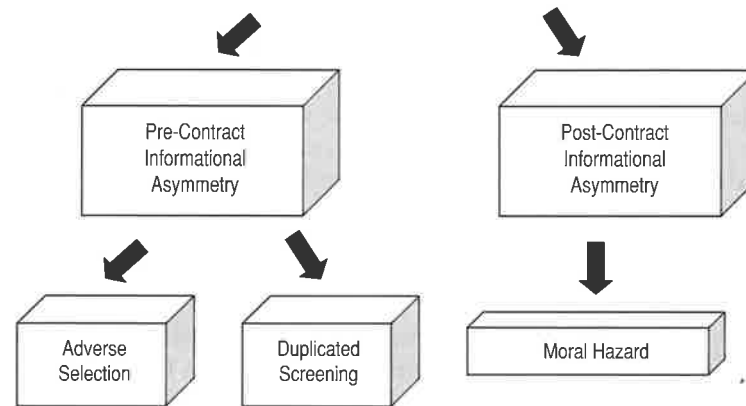 Pre-Contract
Informational
Asymmetry
Post-Contract
Informational
Asymmetry
Adverse
Selection
Duplicated
Screening
Moral Hazard